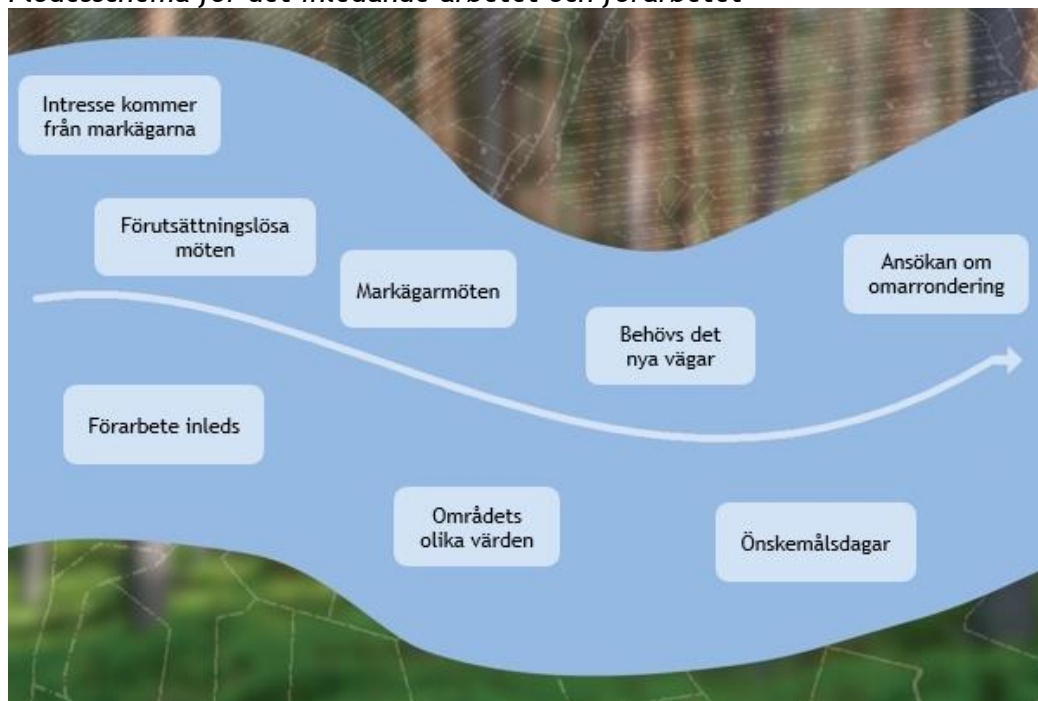 Flödesschema för det inledande arbetet och förarbetet
Intresse kommer
från markägarna
Förutsättningslösa
möten
Markägarmöten
Ansökan om
omarrondering
Behövs det
nya vägar
Förarbete inleds
Områdets
olika värden
Önskemålsdagar